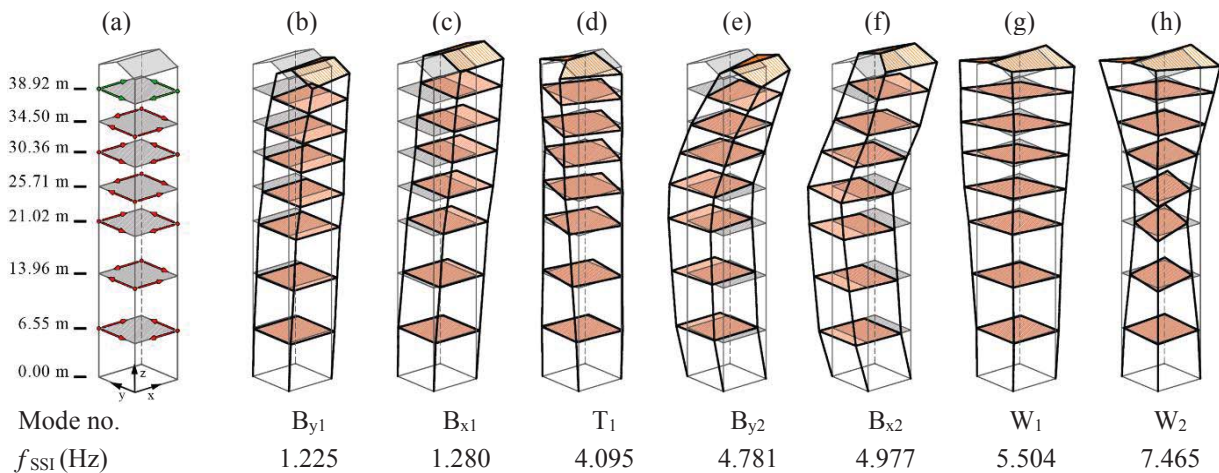 (a) (b) (c) (d) (e) (f) (g) (h)
38.92 m
34.50 m
30.36 m
25.71 m
21.02 m
13.96 m
6.55 m
0.00 m
z
y x
Mode no. By1 Bx1 T1 By2 Bx2 W1 W2
fSSI (Hz) 1.225 1.280 4.095 4.781 4.977 5.504 7.465